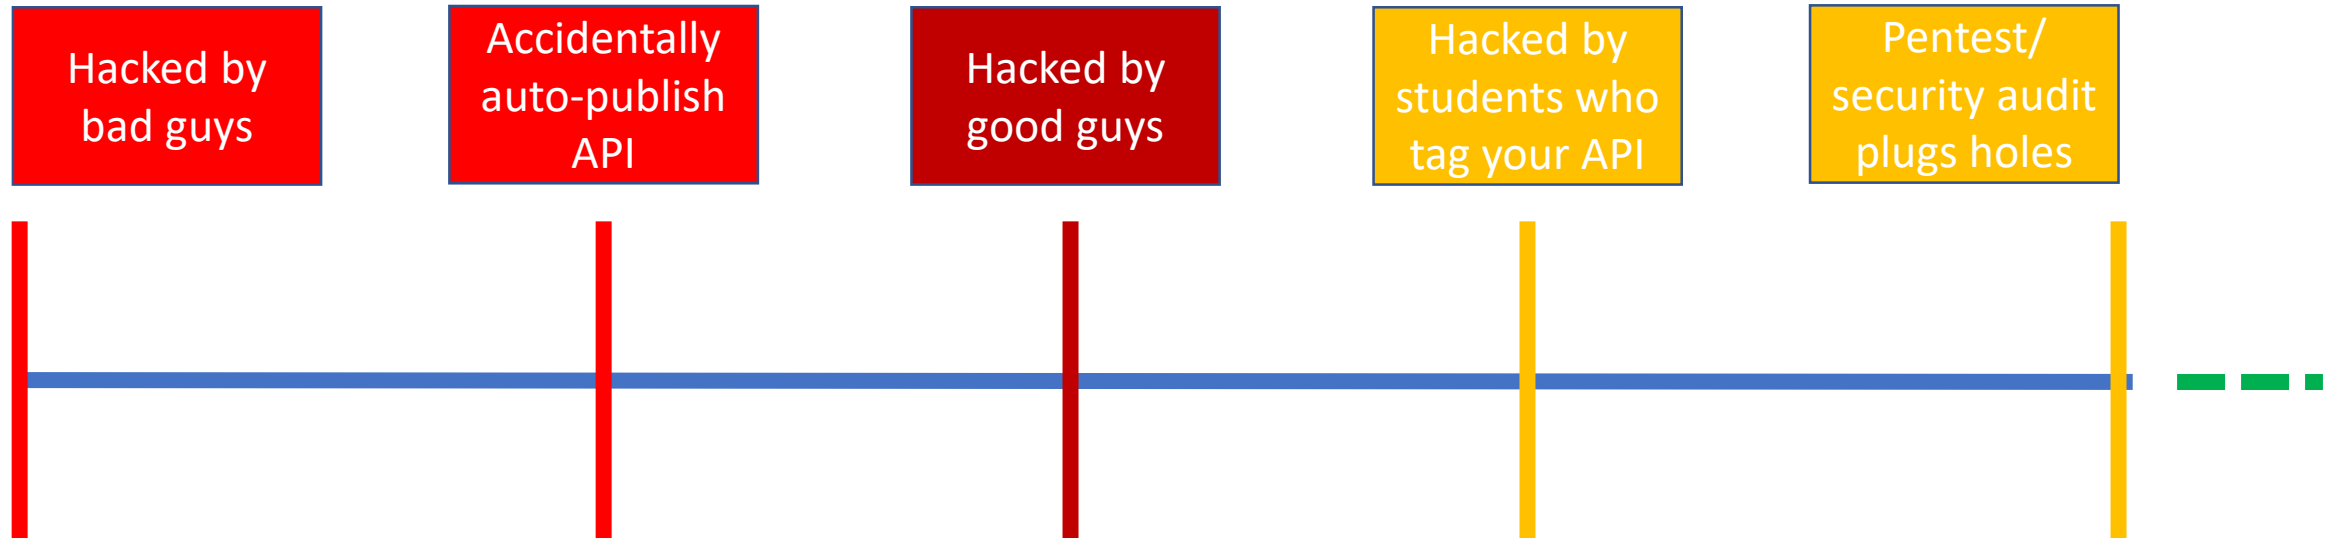 Hacked by
bad guys
Accidentally
auto-publish
API
Hacked by
good guys
Hacked by
students who
tag your API
Pentest/
security audit
plugs holes